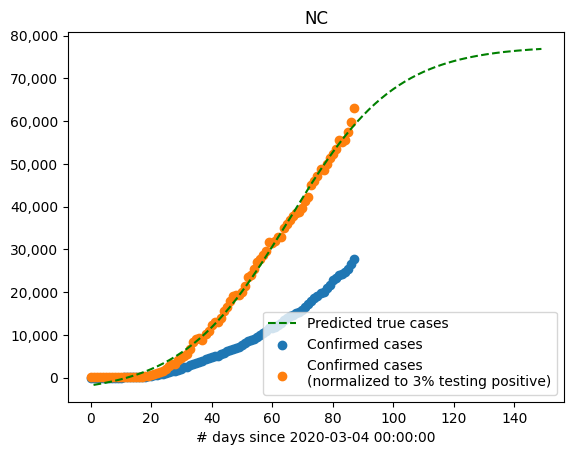 NC
80,000
70,000
60,000
50,000
40,000
30,000
20,000
10,000
0
Predicted true cases
Confirmed cases
Confirmed cases
(normalized to 3% testing positive)
0 20 40 60 80 100 120 140
# days since 2020-03-04 00:00:00